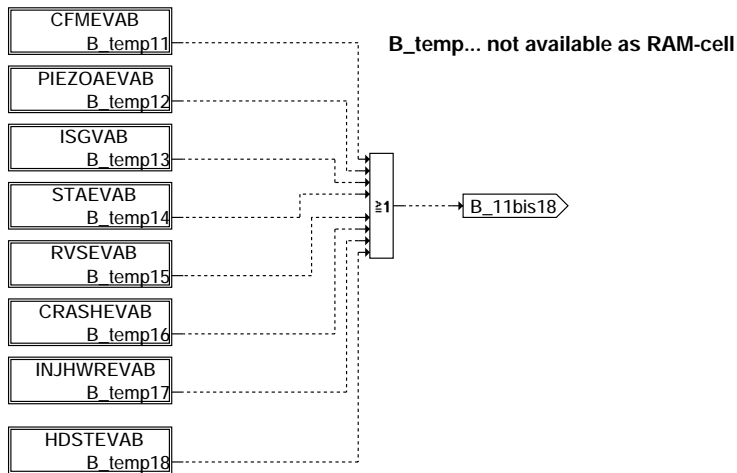 CFMEVAB
B_temp11
B_temp... not available as RAM-cell
PIEZOAEVAB
B_temp12
ISGVAB
B_temp13
STAEVAB
B_temp14
≥1
B_11bis18
RVSEVAB
B_temp15
CRASHEVAB
B_temp16
INJHWREVAB
B_temp17
HDSTEVAB
B_temp18